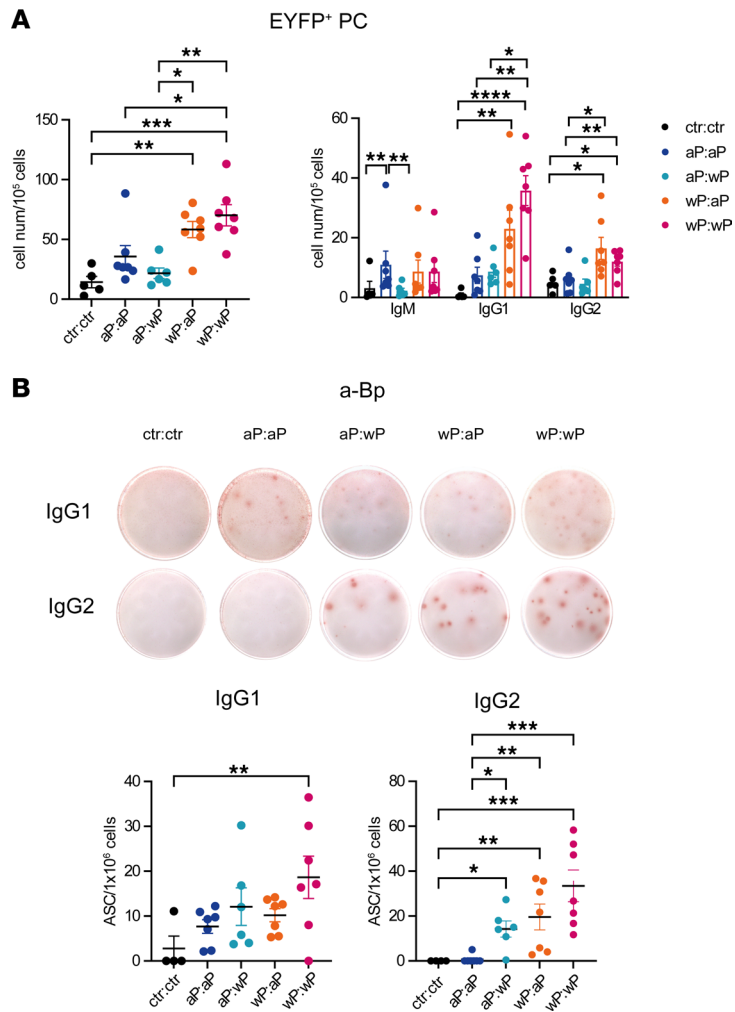 A
EYFP⁺ PC
cell num/10⁵ cells
150
100
50
0
** 
*
*
***
**
ctr:ctr
aP:aP
aP:wP
wP:aP
wP:wP
cell num/10⁵ cells
60
40
20
0
*
**
****
**
**
**
*
**
*
*
IgM
IgG1
IgG2
ctr:ctr
aP:aP
aP:wP
wP:aP
wP:wP
B
a-Bp
ctr:ctr aP:aP aP:wP wP:aP wP:wP
IgG1
IgG2
IgG1
ASC/1x10⁶ cells
40
30
20
10
0
**
ctr:ctr
aP:aP
aP:wP
wP:aP
wP:wP
IgG2
ASC/1x10⁶ cells
80
60
40
20
0
***
**
*
***
**
*
ctr:ctr
aP:aP
aP:wP
wP:aP
wP:wP